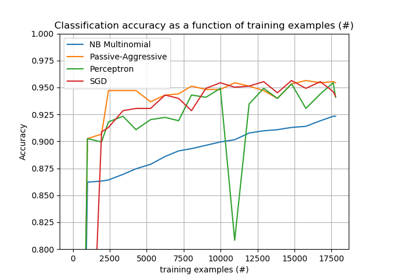 Classification accuracy as a function of training examples (#)
1.000
0.975
0.950
0.925
0.900
0.875
0.850
0.825
0.800
Accuracy
NB Multinomial
Passive-Aggressive
Perceptron
SGD
0 2500 5000 7500 10000 12500 15000 17500
training examples (#)